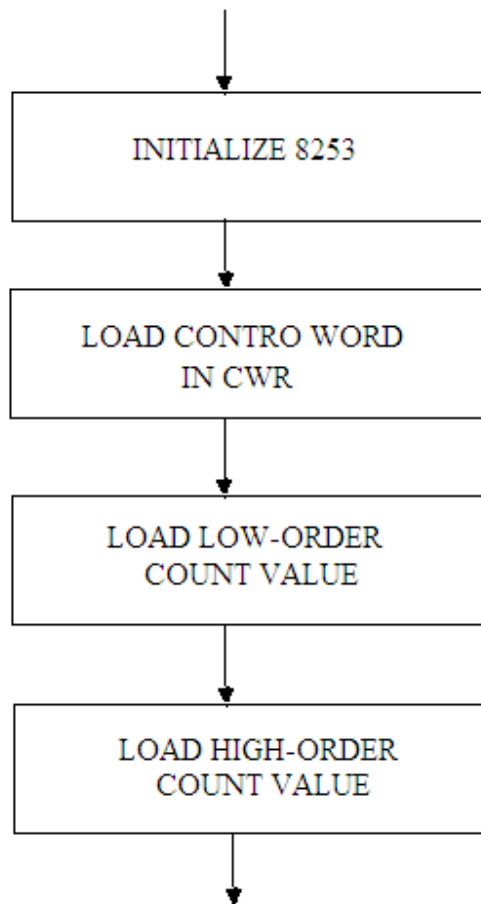 INITIALIZE 8253
LOAD CONTRO WORD
IN CWR
LOAD LOW-ORDER
COUNT VALUE
LOAD HIGH-ORDER
COUNT VALUE